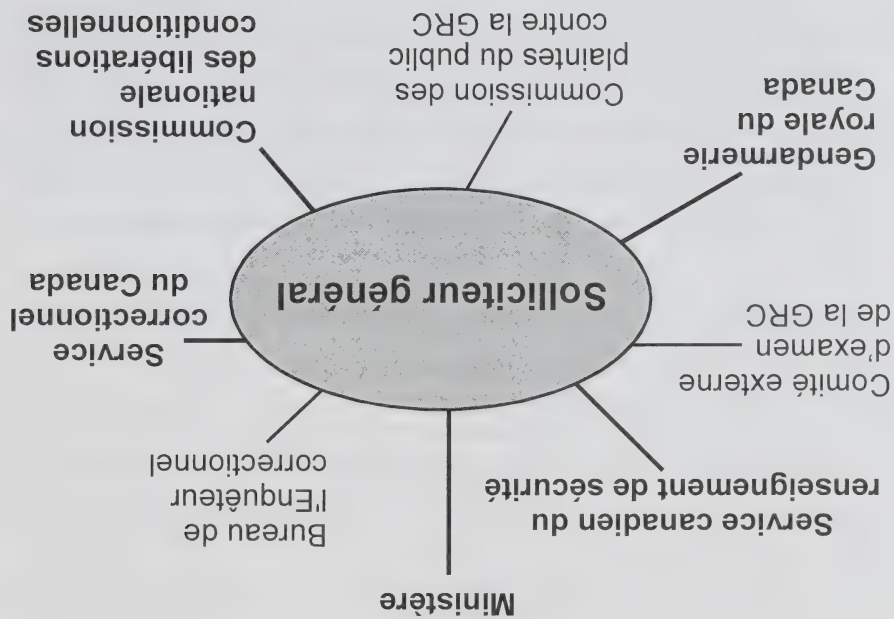 Ministère
Service canadien du
renseignement de sécurité
Bureau de
l'Enquêteur
correctionnel
Comité externe
d'examen
de la GRC
Service
correctionnel
du Canada
Solliciteur général
Gendarmerie
royale du
Canada
Commission
nationale
des libérations
conditionnelles
Commission des
plaintes du public
contre la GRC